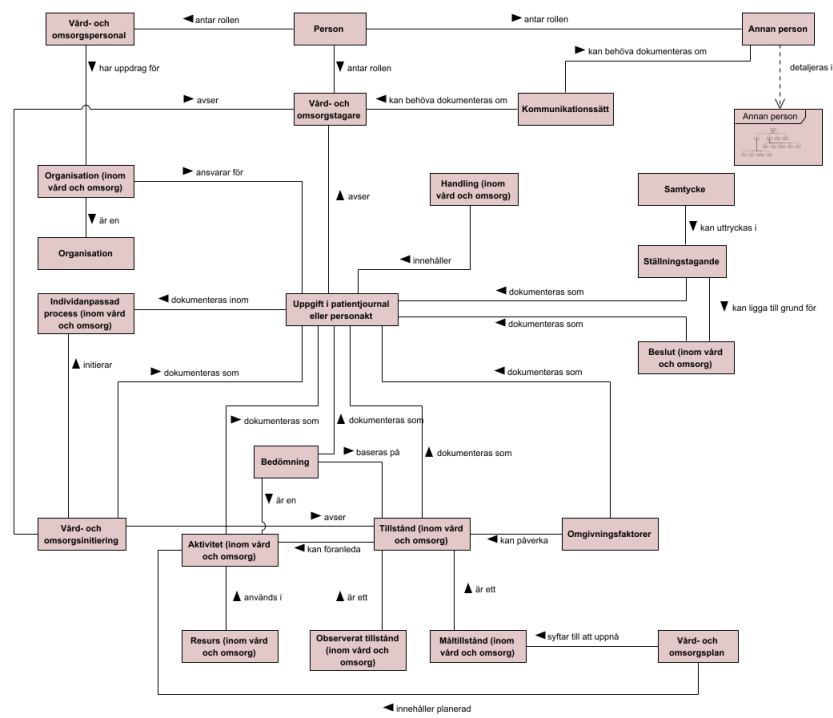 Vård- och
omsorgspersonal
antar rollen
Person
antar rollen
Annan person
har uppdrag för
antar rollen
kan behöva dokumenteras om
detaljeras i
avser
Vård- och
omsorgstagare
kan behöva dokumenteras om
Kommunikationssätt
Annan person
Organisation (inom
vård och omsorg)
ansvarar för
avser
Handling (inom
vård och omsorg)
Samtycke
är en
kan uttryckas i
Organisation
innehåller
Ställningstagande
Individanpassad
process (inom vård
och omsorg)
dokumenteras inom
Uppgift i patientjournal
eller personakt
dokumenteras som
kan ligga till grund för
dokumenteras som
Beslut (inom vård
och omsorg)
initierar
dokumenteras som
dokumenteras som
dokumenteras som
dokumenteras som
Bedömning
baseras på
dokumenteras som
är en
Vård- och
omsorgsinitiering
avser
Aktivitet (inom vård
och omsorg)
kan föranleda
Tillstånd (inom vård
och omsorg)
kan påverka
Omgivningsfaktorer
används i
är ett
är ett
Resurs (inom vård
och omsorg)
Observerat tillstånd
(inom vård och
omsorg)
Måltillstånd (inom
vård och omsorg)
syftar till att uppnå
Vård- och
omsorgsplan
innehåller planerad